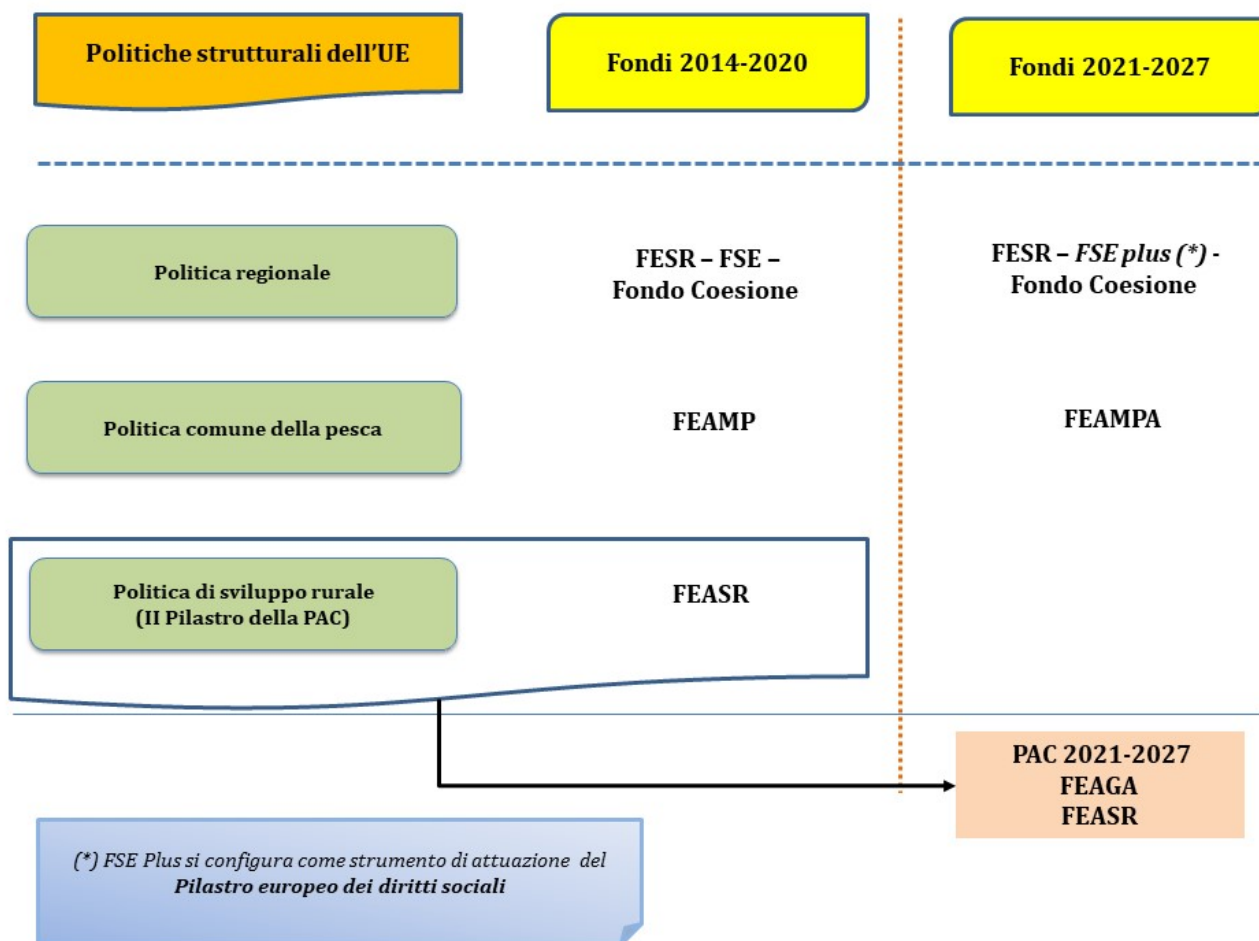 Politiche strutturali dell'UE
Fondi 2014-2020
Fondi 2021-2027
Politica regionale
FESR – FSE –
Fondo Coesione
FESR – FSE plus (*) -
Fondo Coesione
Politica comune della pesca
FEAMP
FEAMPA
Politica di sviluppo rurale
(II Pilastro della PAC)
FEASR
PAC 2021-2027
FEAGA
FEASR
(*) FSE Plus si configura come strumento di attuazione del
Pilastro europeo dei diritti sociali